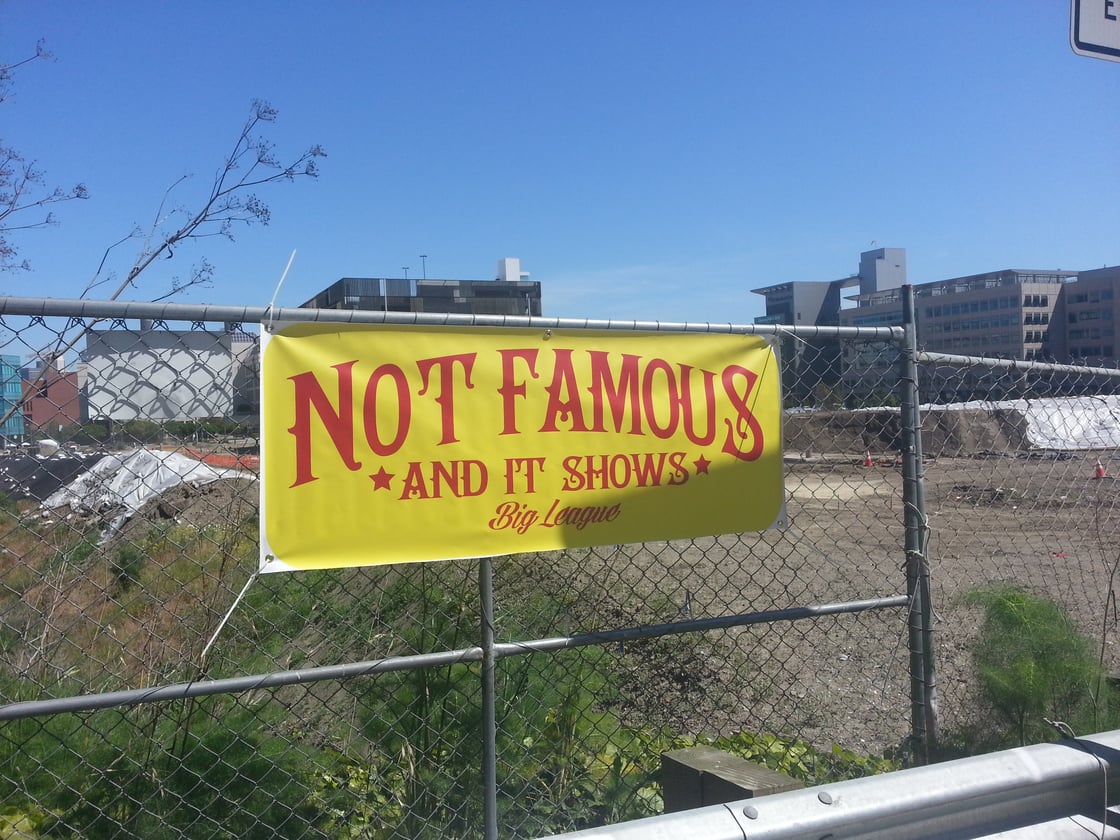 NOT FAMOUS
AND IT SHOWS
Big League